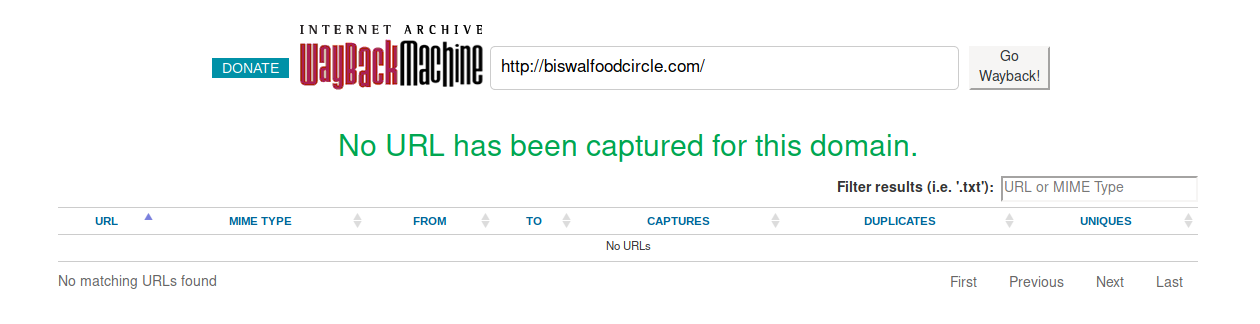 INTERNET ARCHIVE
DONATE WayBackMachine http://biswalfoodcircle.com/ Go Wayback!
No URL has been captured for this domain.
Filter results (i.e. '.txt'): URL or MIME Type
URL MIME TYPE FROM TO CAPTURES DUPLICATES UNIQUES
No URLs
No matching URLs found First Previous Next Last